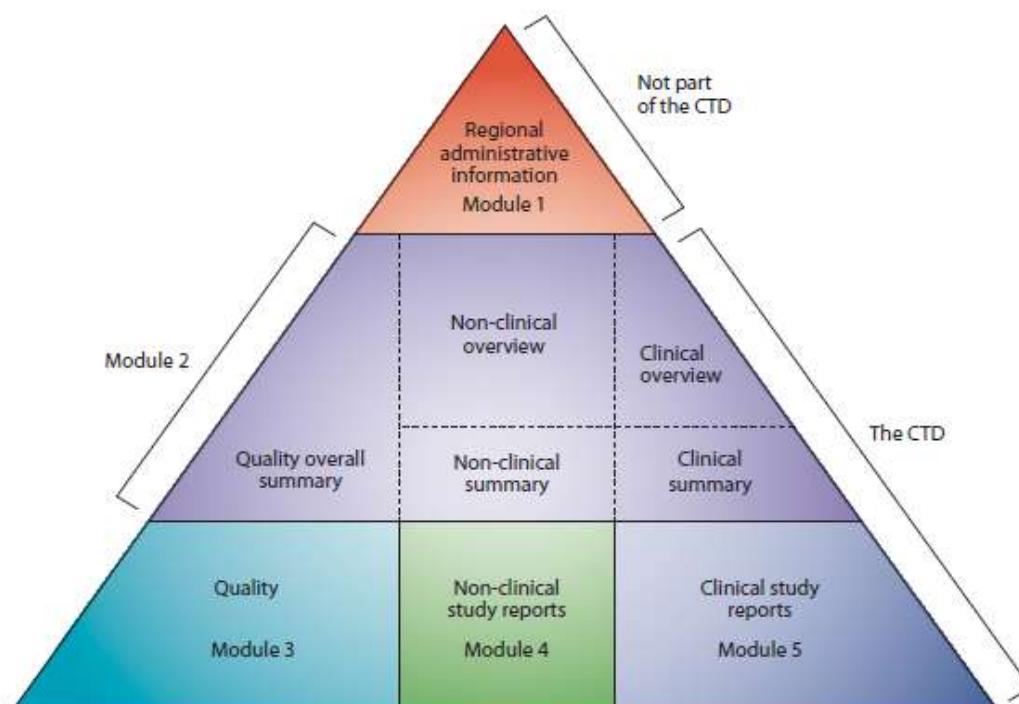 Not part
of the CTD
Regional
administrative
information
Module 1
Module 2
Non-clinical
overview
Clinical
overview
The CTD
Quality overall
summary
Non-clinical
summary
Clinical
summary
Quality
Module 3
Non-clinical
study reports
Module 4
Clinical study
reports
Module 5